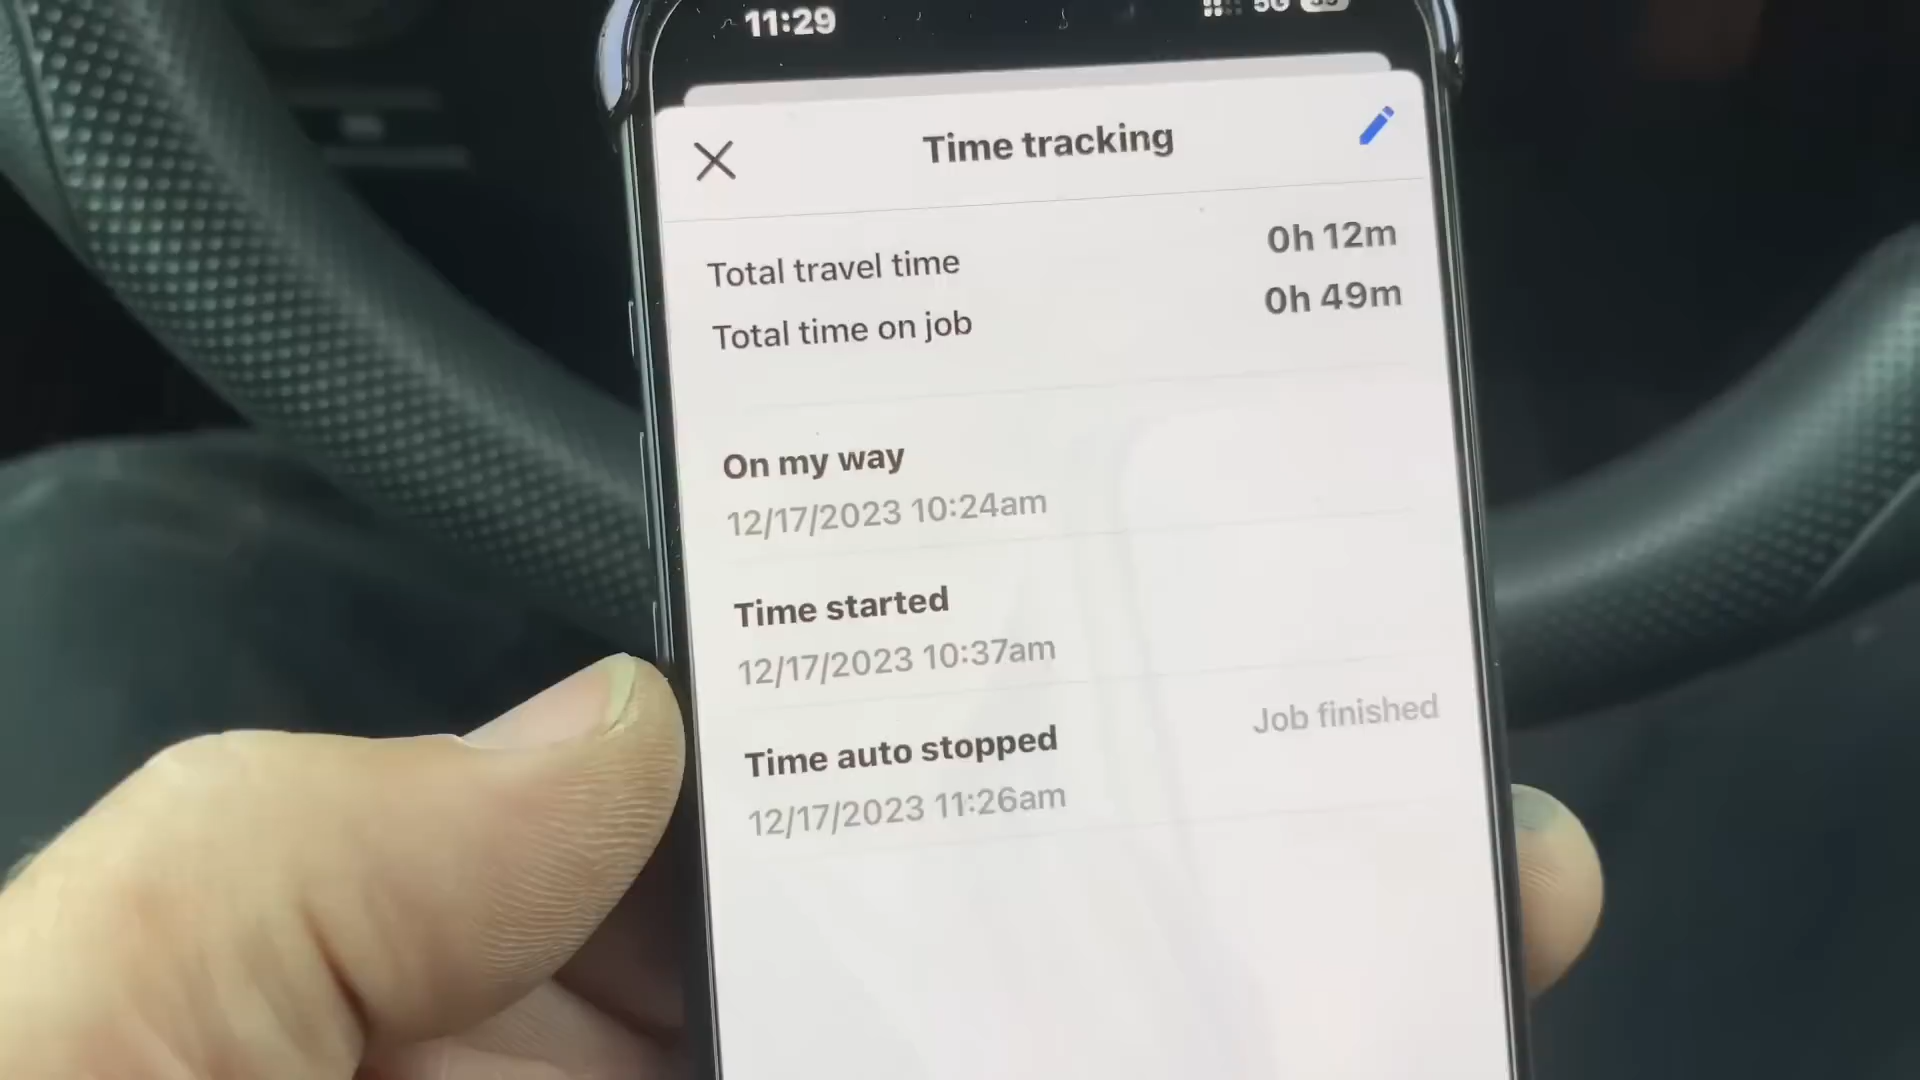 11:29
5G
Time tracking
Total travel time 0h 12m
Total time on job 0h 49m
On my way
12/17/2023 10:24am
Time started
12/17/2023 10:37am
Time auto stopped Job finished
12/17/2023 11:26am